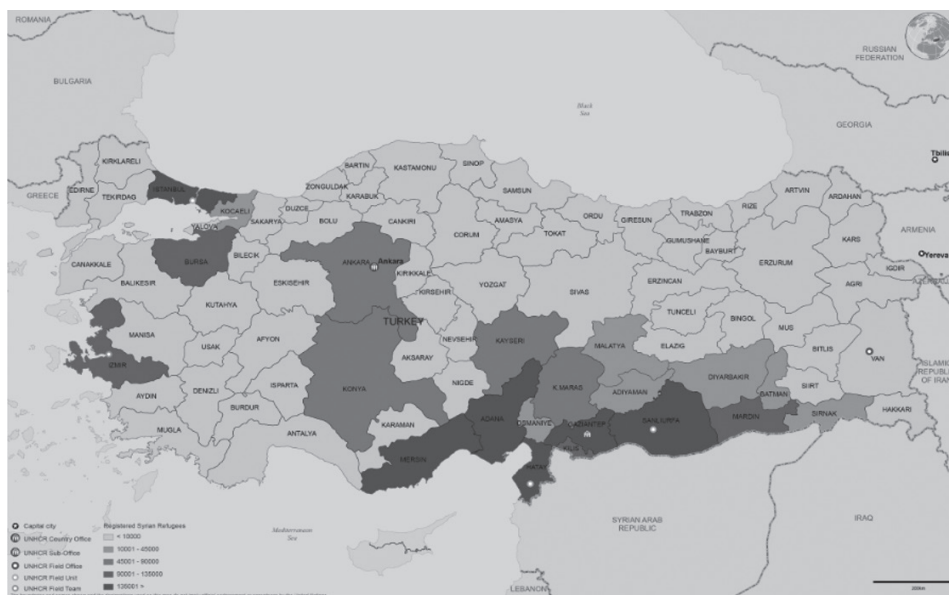 ROMANIA
RUSSIAN
FEDERATION
BULGARIA
Black
Sea
GEORGIA
KIRKLARELI
BARTIN
KASTAMONU
SINOP
Tbilis
EDIRNE
TEKIRDAG
ISTANBUL
ZONGULDAK
KARABUK
SAMSUN
ARTVIN
ARDAHAN
GREECE
KOCAELI
SAKARYA
DUZCE
BOLU
CANKIRI
CORUM
AMASYA
ORDU
GIRESUN
TRABZON
RIZE
YALOVA
TOKAT
GUMUSHANE
BAYBURT
KARS
ARMENIA
CANAKKALE
BURSA
BILECIK
ANKARA
Ankara
KIRIKKALE
ERZURUM
Yereva
IGDIR
BALIKESIR
ESKISEHIR
KIRSEHIR
YOZGAT
SIVAS
ERZINCAN
AGRI
KUTAHYA
TURKEY
TUNCELI
BINGOL
MUS
MANISA
USAK
AFYON
NEVSEHIR
KAYSERI
MALATYA
ELAZIG
BITLIS
VAN
ISLAMIC
REPUBLIC
OF IRAN
IZMIR
AKSARAY
AYDIN
DENIZLI
ISPARTA
KONYA
NIGDE
K.MARAS
ADIYAMAN
DIYARBAKIR
BATMAN
SIIRT
BURDUR
MUGLA
ANTALYA
KARAMAN
ADANA
OSMANIYE
GAZIANTEP
SANLIURFA
MARDIN
SIRNAK
HAKKARI
MERSIN
KILIS
HATAY
Mediterranean
Sea
SYRIAN ARAB
REPUBLIC
IRAQ
LEBANON
Capital city
UNHCR Country Office
UNHCR Sub-Office
UNHCR Field Office
UNHCR Field Unit
UNHCR Field Team
Registered Syrian Refugees
< 10000
10001 - 45000
45001 - 90000
90001 - 135000
135001 >